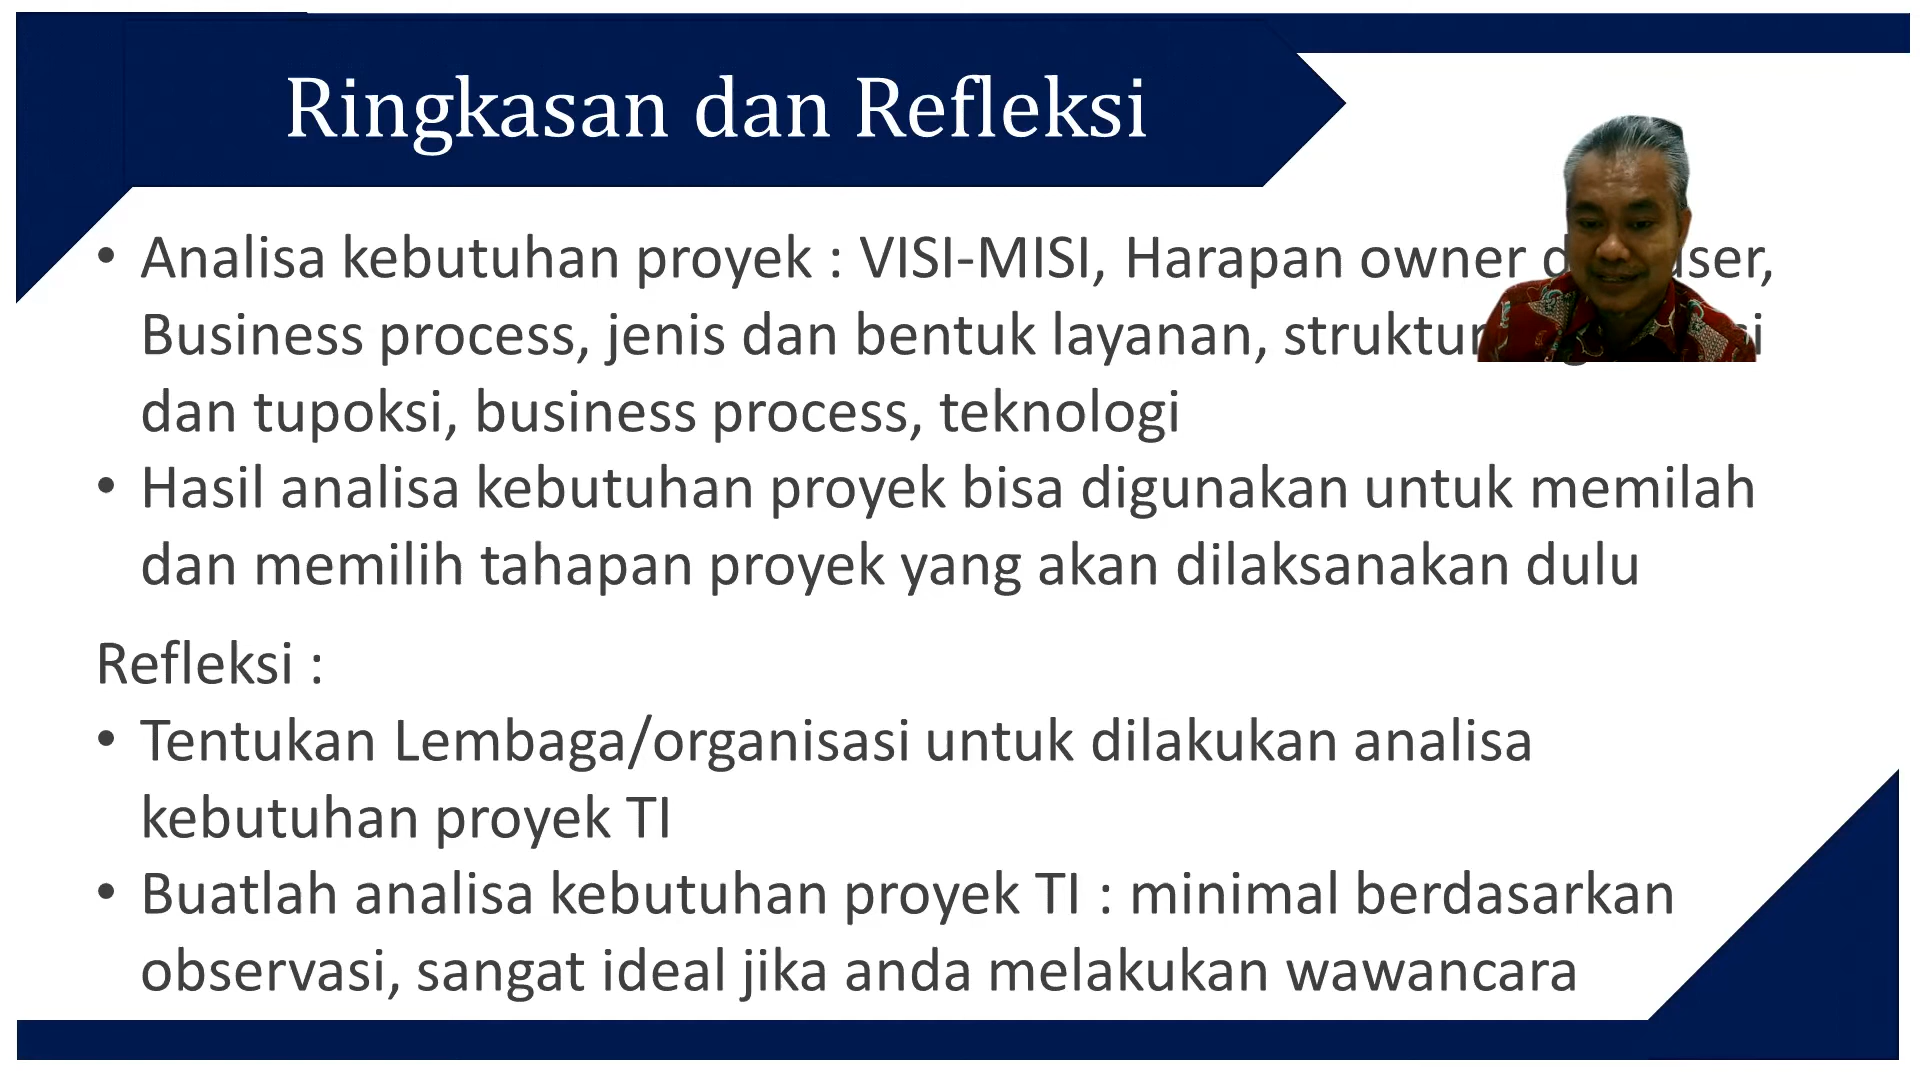 Ringkasan dan Refleksi
• Analisa kebutuhan proyek : VISI-MISI, Harapan owner
Business process, jenis dan bentuk layanan,
dan tupoksi, business process, teknologi
• Hasil analisa kebutuhan proyek bisa digunakan untuk memilah
dan memilih tahapan proyek yang akan dilaksanakan dulu
Refleksi :
• Tentukan Lembaga/organisasi untuk dilakukan analisa
kebutuhan proyek TI
• Buatlah analisa kebutuhan proyek TI : minimal berdasarkan
observasi, sangat ideal jika anda melakukan wawancara